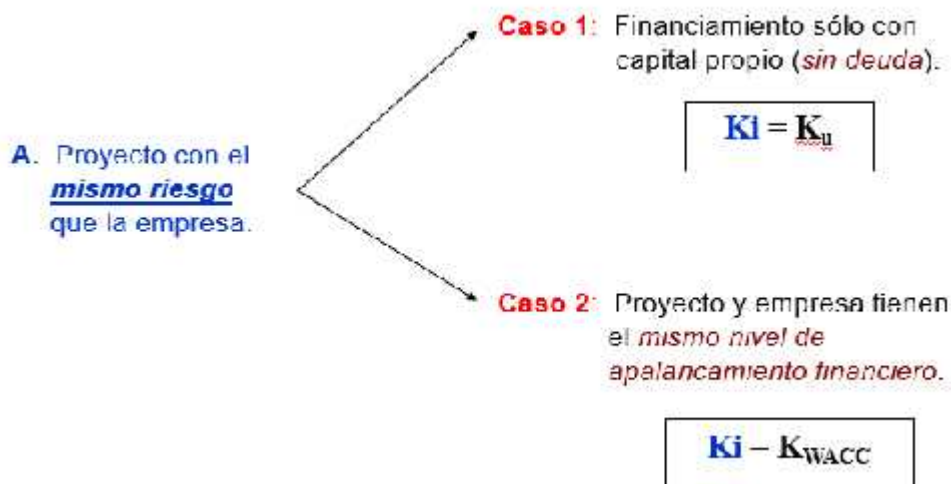 Caso 1: Financiamiento sólo con
capital propio (sin deuda).
Ki = Ku
A. Proyecto con el
mismo riesgo
que la empresa.
Caso 2: Proyecto y empresa tienen
el mismo nivel de
apalancamiento financiero.
Ki – KWACC